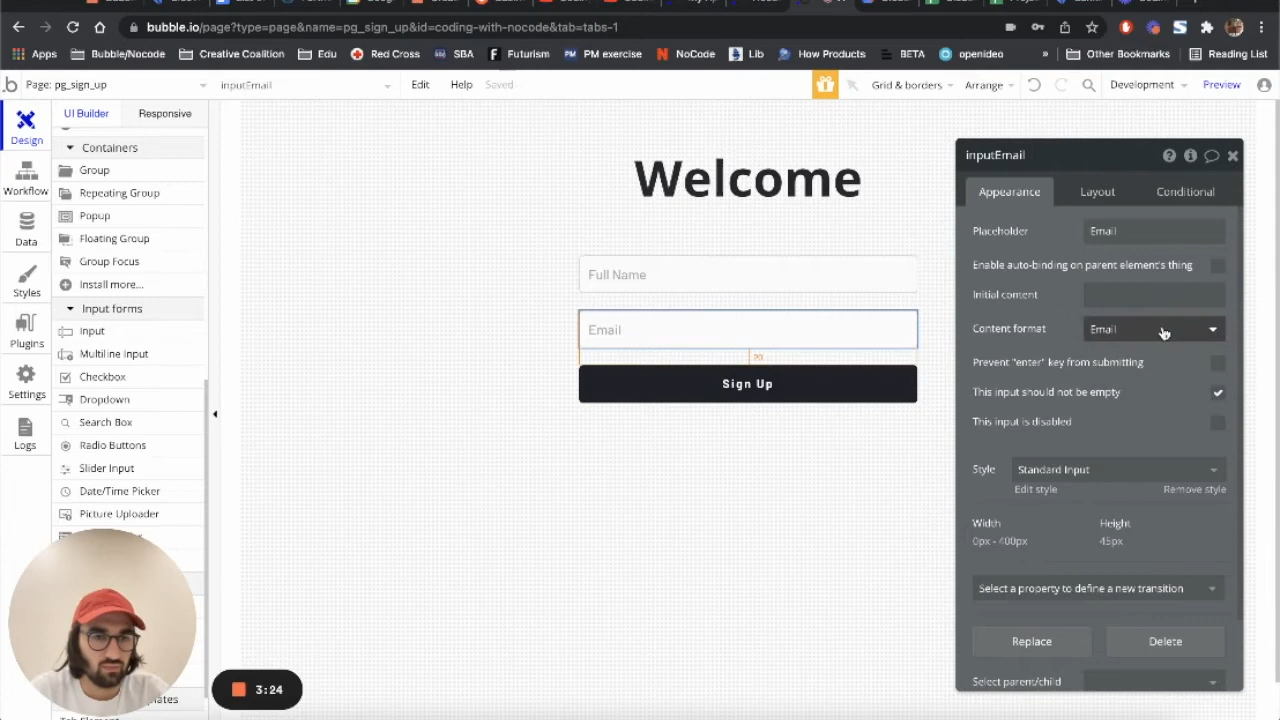 bubble.io/page?type=page&name=pg_sign_up&id=coding-with-nocode&tab=tabs-1
Apps Bubble/Nocode Creative Coalition Edu Red Cross SBA Futurism PM exercise NoCode Lib How Products BETA openideo » Other Bookmarks Reading List
Page: pg_sign_up inputEmail Edit Help Saved Grid & borders Arrange Development Preview
Design
Workflow
Data
Styles
Plugins
Settings
Logs
UI Builder Responsive
Containers
Group
Repeating Group
Popup
Floating Group
Group Focus
Install more...
Input forms
Input
Multiline Input
Checkbox
Dropdown
Search Box
Radio Buttons
Slider Input
Date/Time Picker
Picture Uploader
Welcome
Full Name
Email
20
Sign Up
inputEmail
Appearance Layout Conditional
Placeholder Email
Enable auto-binding on parent element's thing
Initial content
Content format Email
Prevent "enter" key from submitting
This input should not be empty
This input is disabled
Style Standard Input
Edit style Remove style
Width Height
0px - 400px 45px
Select a property to define a new transition
Replace Delete
Select parent/child
3:24